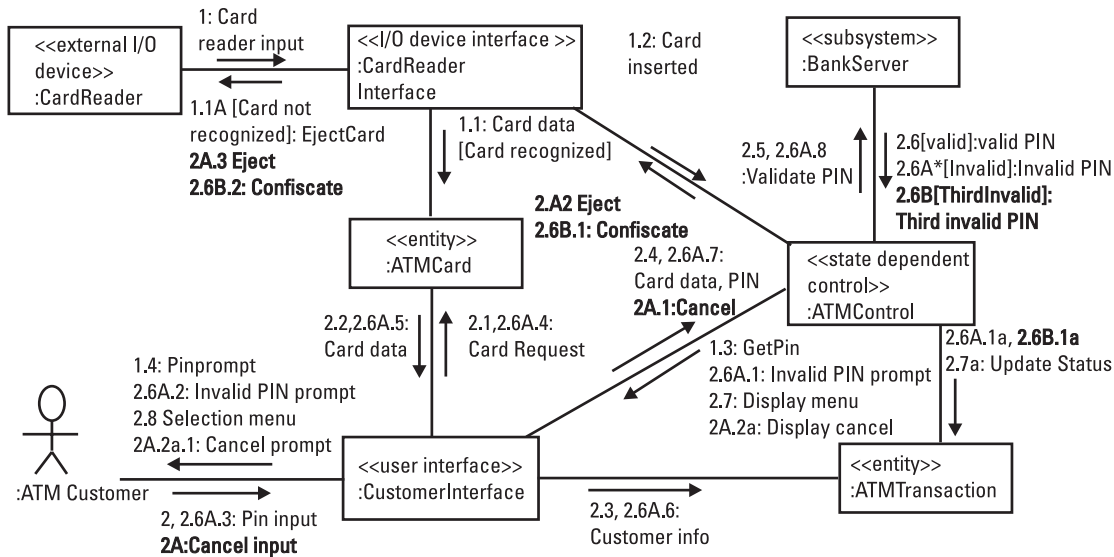 1: Card
reader input
<<external I/O
device>>
:CardReader
<<I/O device interface >>
:CardReader
Interface
1.2: Card
inserted
<<subsystem>>
:BankServer
1.1A [Card not
recognized]: EjectCard
2A.3 Eject
2.6B.2: Confiscate
1.1: Card data
[Card recognized]
2.5, 2.6A.8
:Validate PIN
2.6[valid]:valid PIN
2.6A*[Invalid]:Invalid PIN
2.6B[ThirdInvalid]:
Third invalid PIN
2.A2 Eject
2.6B.1: Confiscate
<<entity>>
:ATMCard
2.4, 2.6A.7:
Card data, PIN
2A.1:Cancel
<<state dependent
control>>
:ATMControl
2.2,2.6A.5:
Card data
2.1,2.6A.4:
Card Request
1.3: GetPin
2.6A.1: Invalid PIN prompt
2.7: Display menu
2A.2a: Display cancel
2.6A.1a, 2.6B.1a
2.7a: Update Status
1.4: Pinprompt
2.6A.2: Invalid PIN prompt
2.8 Selection menu
2A.2a.1: Cancel prompt
:ATM Customer
<<user interface>>
:CustomerInterface
<<entity>>
:ATMTransaction
2, 2.6A.3: Pin input
2A:Cancel input
2.3, 2.6A.6:
Customer info